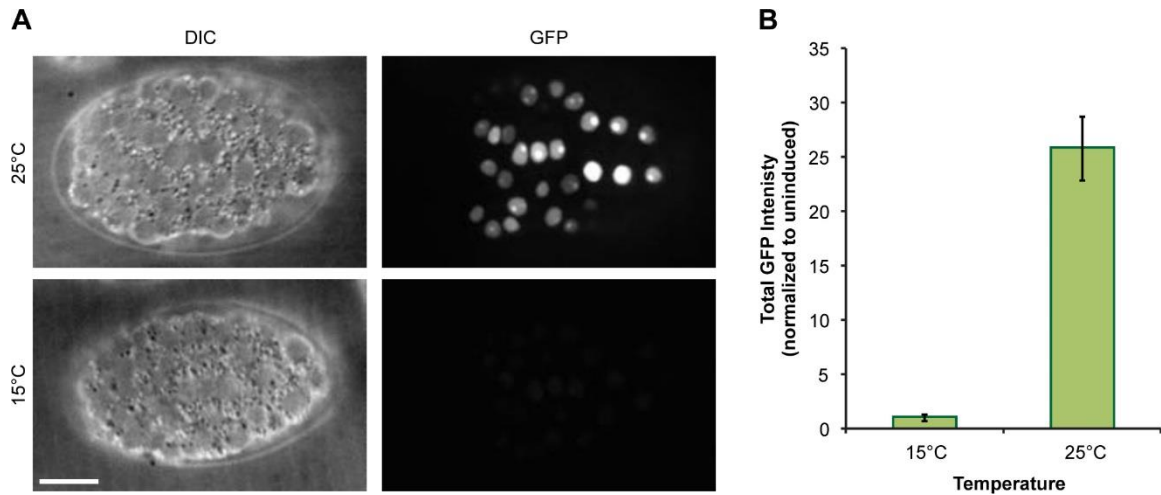 A
DIC
GFP
25°C
15°C
B
Total GFP Intenisty
(normalized to uninduced)
35
30
25
20
15
10
5
0
15°C
25°C
Temperature